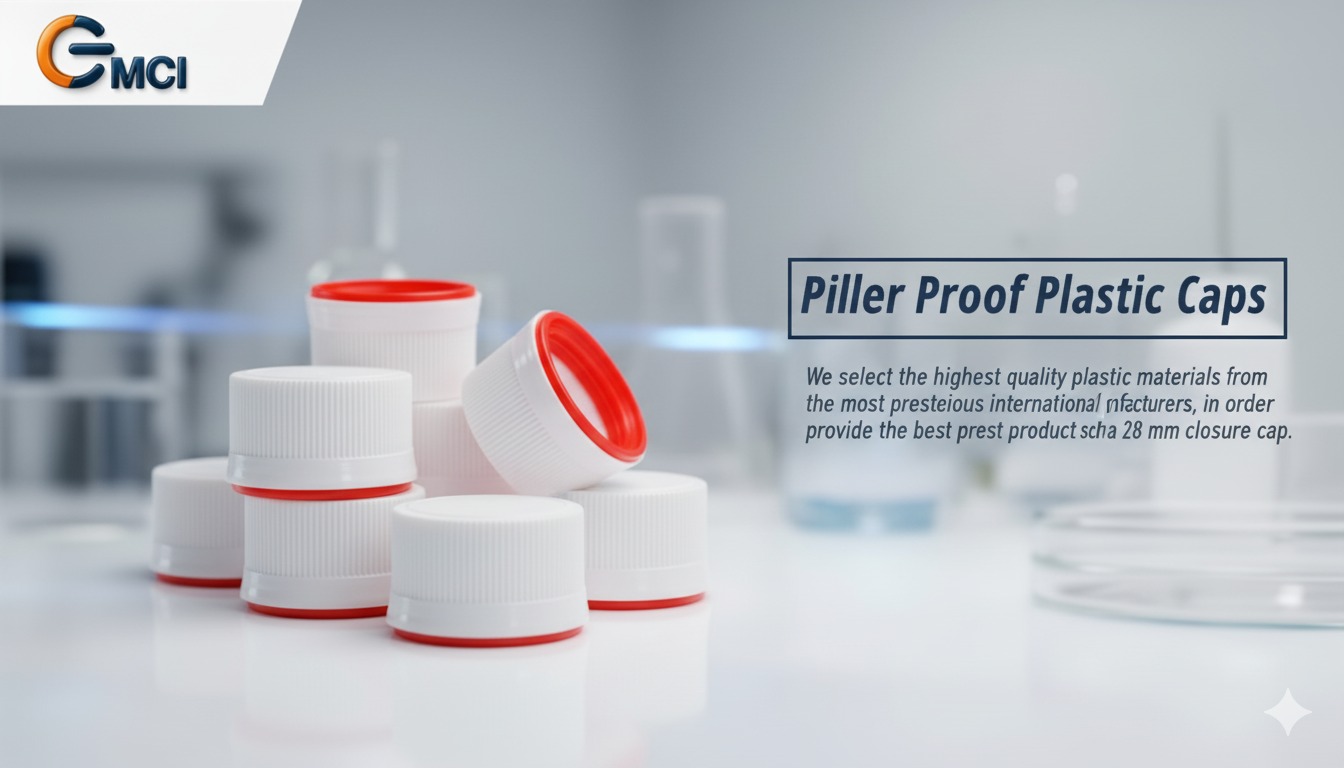 GMCI
Piller Proof Plastic Caps
We select the highest quality plastic materials from
the most presteious international nfacturers, in order
provide the best prest product scha 28 mm closure cap.